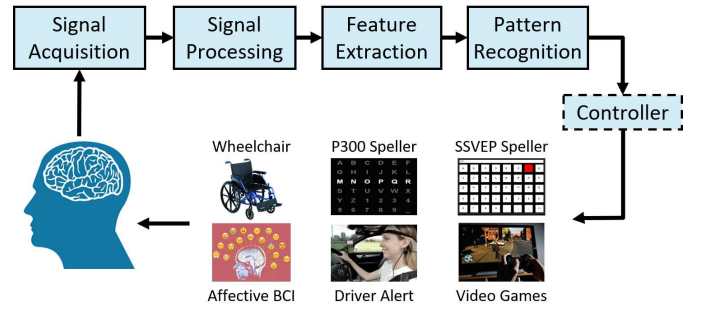 Signal
Acquisition
Signal
Processing
Feature
Extraction
Pattern
Recognition
Controller
Wheelchair
P300 Speller
SSVEP Speller
A B C D E F
G H I J K L
M N O P Q R
S T U V W X
Y Z 1 2 3 4
5 6 7 8 9 _
Affective BCI
Driver Alert
Video Games